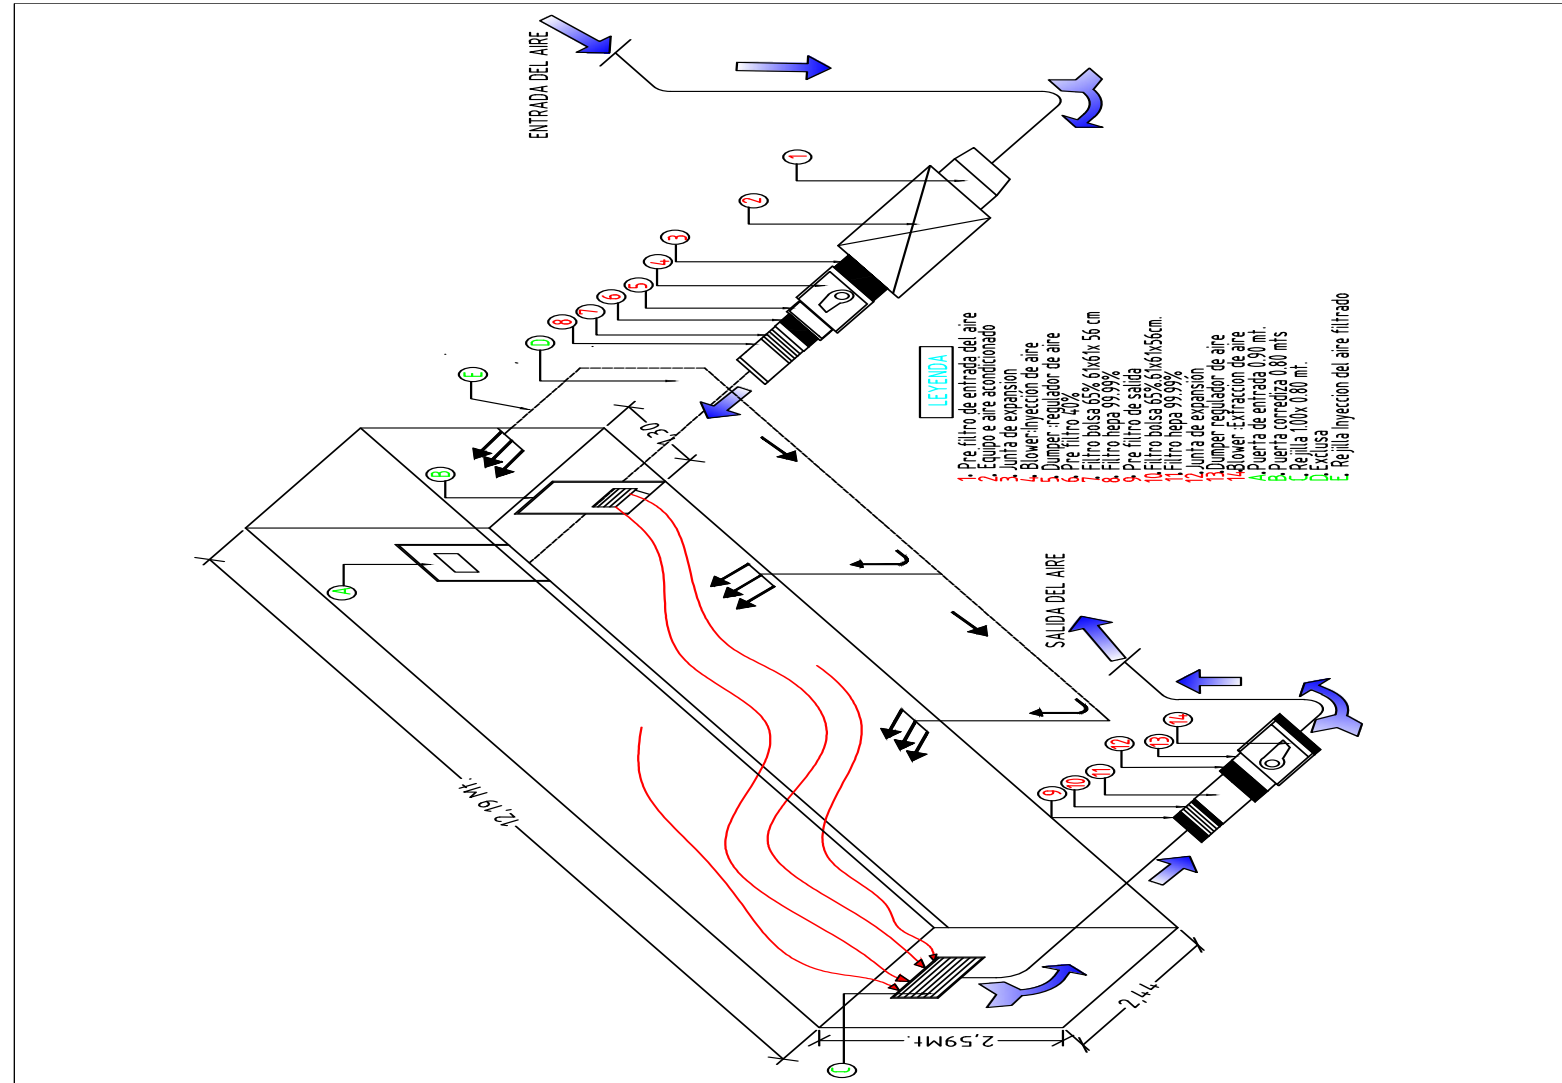 ENTRADA DEL AIRE
1
2
3
4
5
6
7
8
D
E
B
A
1,30
12,19 Mt.
LEYENDA
1. Pre filtro de entrada del aire
2. Equipo e aire acondicionado
3. Junta de expansion
4. Blower:Inyección de aire
5. Dumper :regulador de aire
6. Pre filtro 40%
7. Filtro bolsa 65% 61x61x 56 cm
8. Filtro hepa 99.99%
9. Pre filtro de salida
10. Filtro bolsa 65% 61x61x56cm.
11. Filtro hepa 99.99%
12. Junta de expansión
13. Dumper regulador de aire
14. Blower :Extraccion de aire
A. Puerta de entrada 0.90 mt.
B. Puerta corrediza 0.80 mts
C. Rejilla 1.00x 0.80 mt.
D. Exclusa
E. Rejilla Inyeccion del aire filtrado
SALIDA DEL AIRE
9
10
11
12
13
14
C
2,59Mt.
2,44